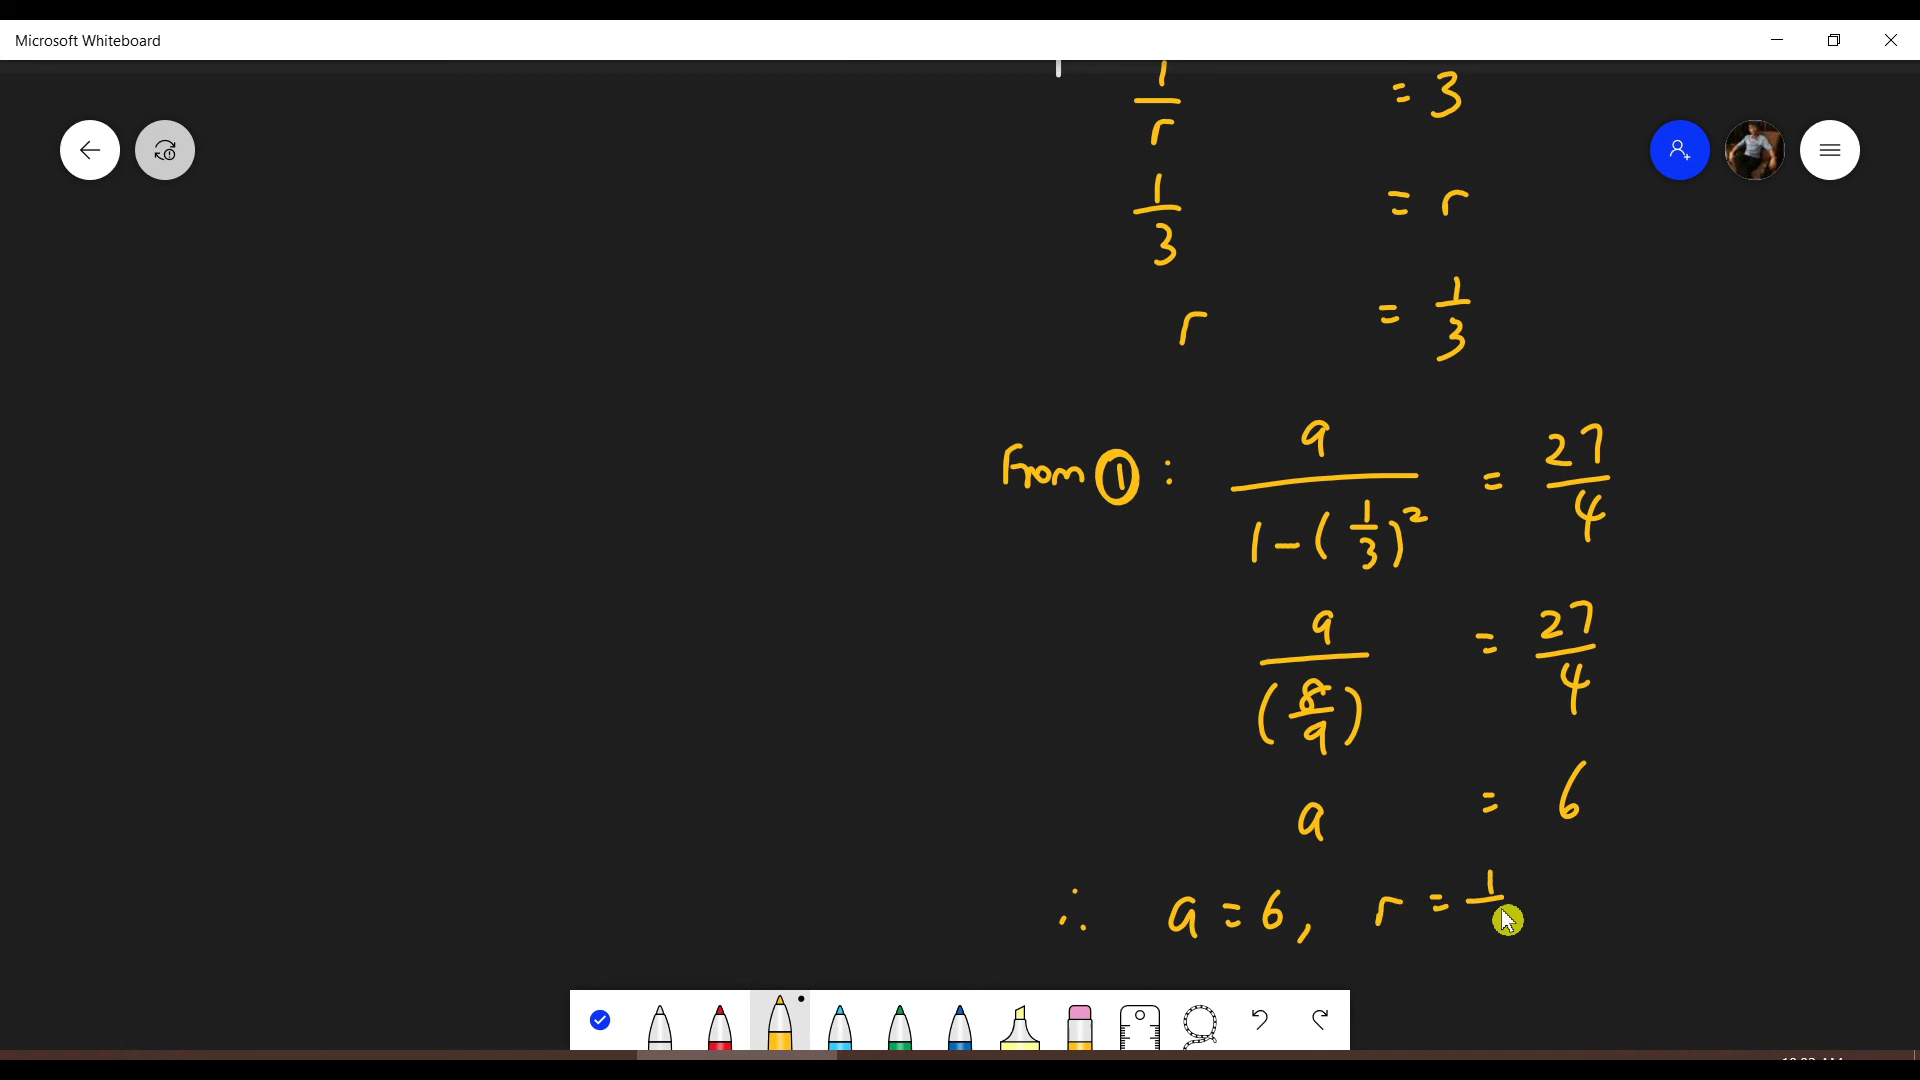 Microsoft Whiteboard
1/r = 3
1/3 = r
r = 1/3
From ① : a/(1-(1/3)²) = 27/4
a/(8/9) = 27/4
a = 6
∴ a = 6, r = 1/